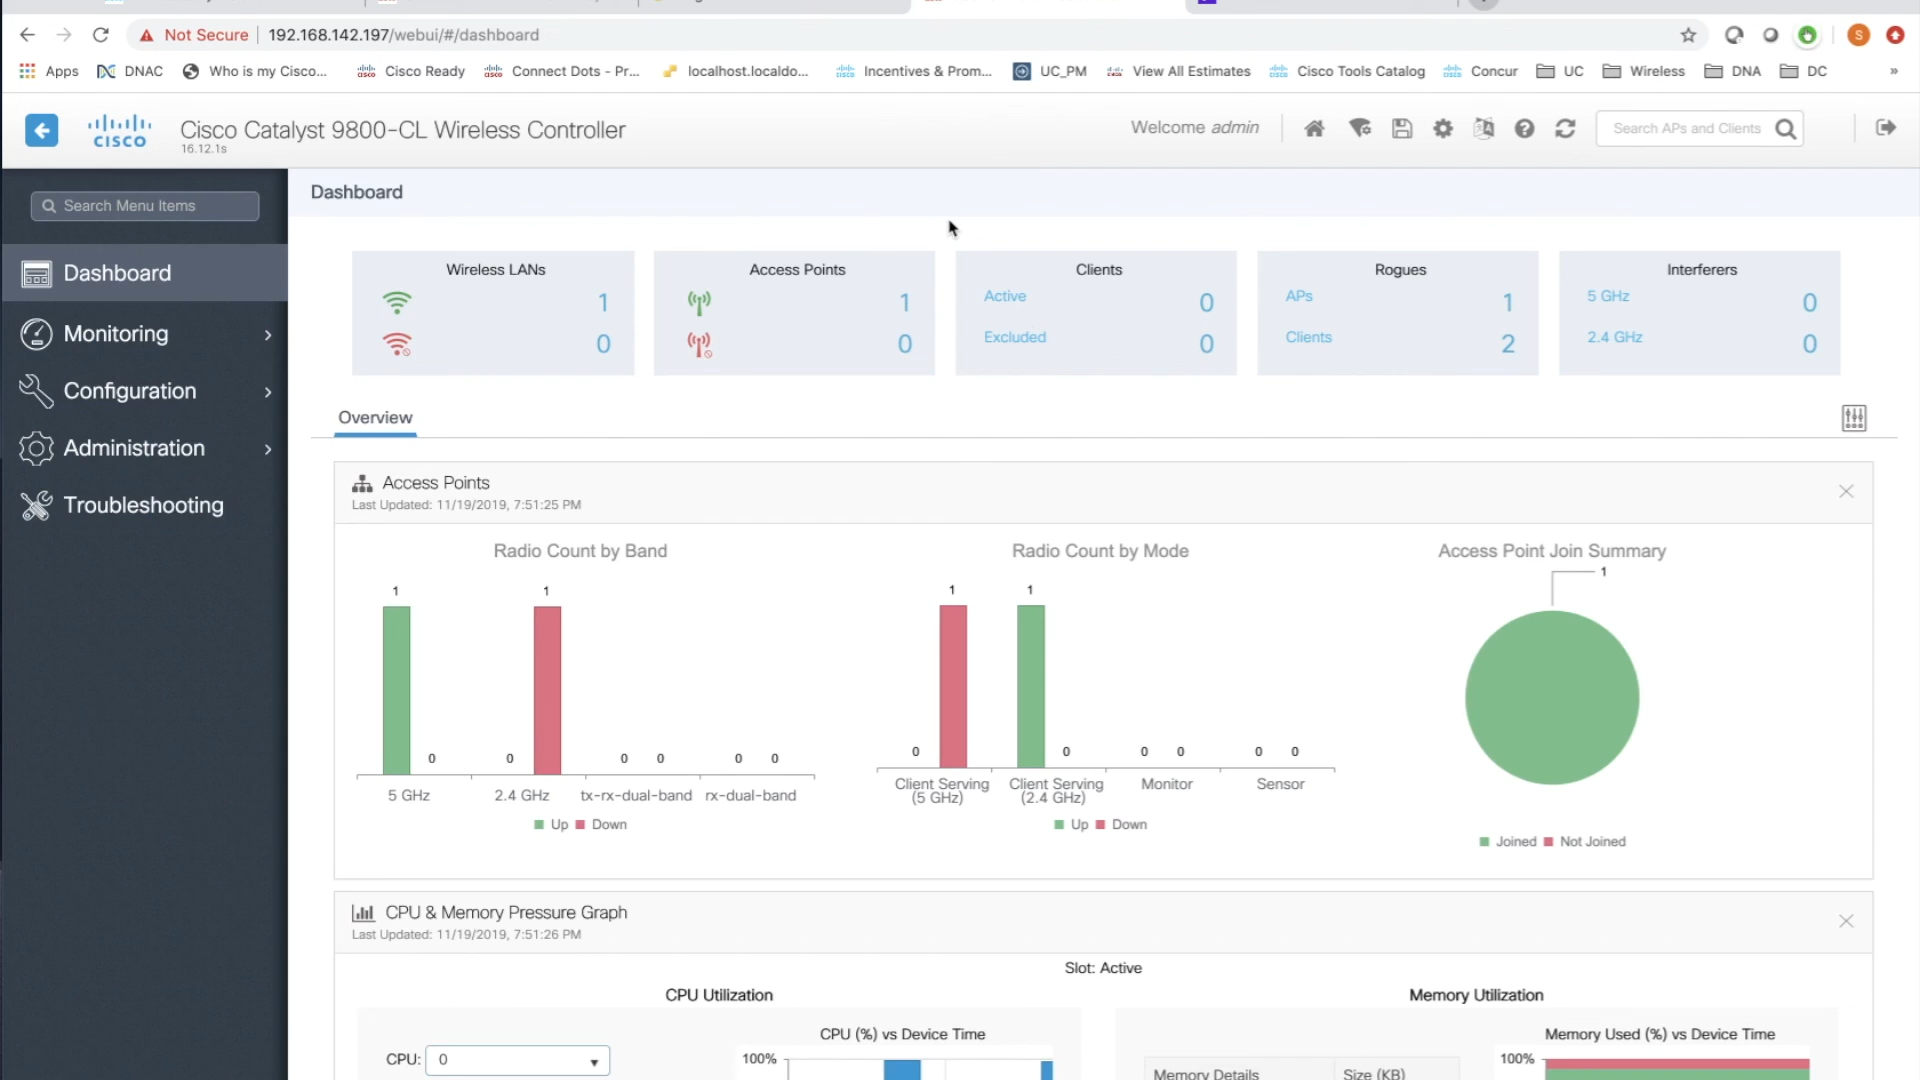 Not Secure 192.168.142.197/webui/#/dashboard
S
Apps DNAC Who is my Cisco... Cisco Ready Connect Dots - Pr... localhost.localdo... Incentives & Prom... UC_PM View All Estimates Cisco Tools Catalog Concur UC Wireless DNA DC »
CISCO
Cisco Catalyst 9800-CL Wireless Controller
16.12.1s
Welcome admin
Search APs and Clients
Search Menu Items
Dashboard
Monitoring
Configuration
Administration
Troubleshooting
Dashboard
Wireless LANs
1
0
Access Points
1
0
Clients
Active 0
Excluded 0
Rogues
APs 1
Clients 2
Interferers
5 GHz 0
2.4 GHz 0
Overview
Access Points
Last Updated: 11/19/2019, 7:51:25 PM
Radio Count by Band
1 1
0 0 0 0 0 0
5 GHz 2.4 GHz tx-rx-dual-band rx-dual-band
Up Down
Radio Count by Mode
1 1
0 0 0 0 0 0
Client Serving (5 GHz) Client Serving (2.4 GHz) Monitor Sensor
Up Down
Access Point Join Summary
1
Joined Not Joined
CPU & Memory Pressure Graph
Last Updated: 11/19/2019, 7:51:26 PM
Slot: Active
CPU Utilization
CPU: 0
CPU (%) vs Device Time
100%
Memory Utilization
Memory Details Size (KB)
Memory Used (%) vs Device Time
100%